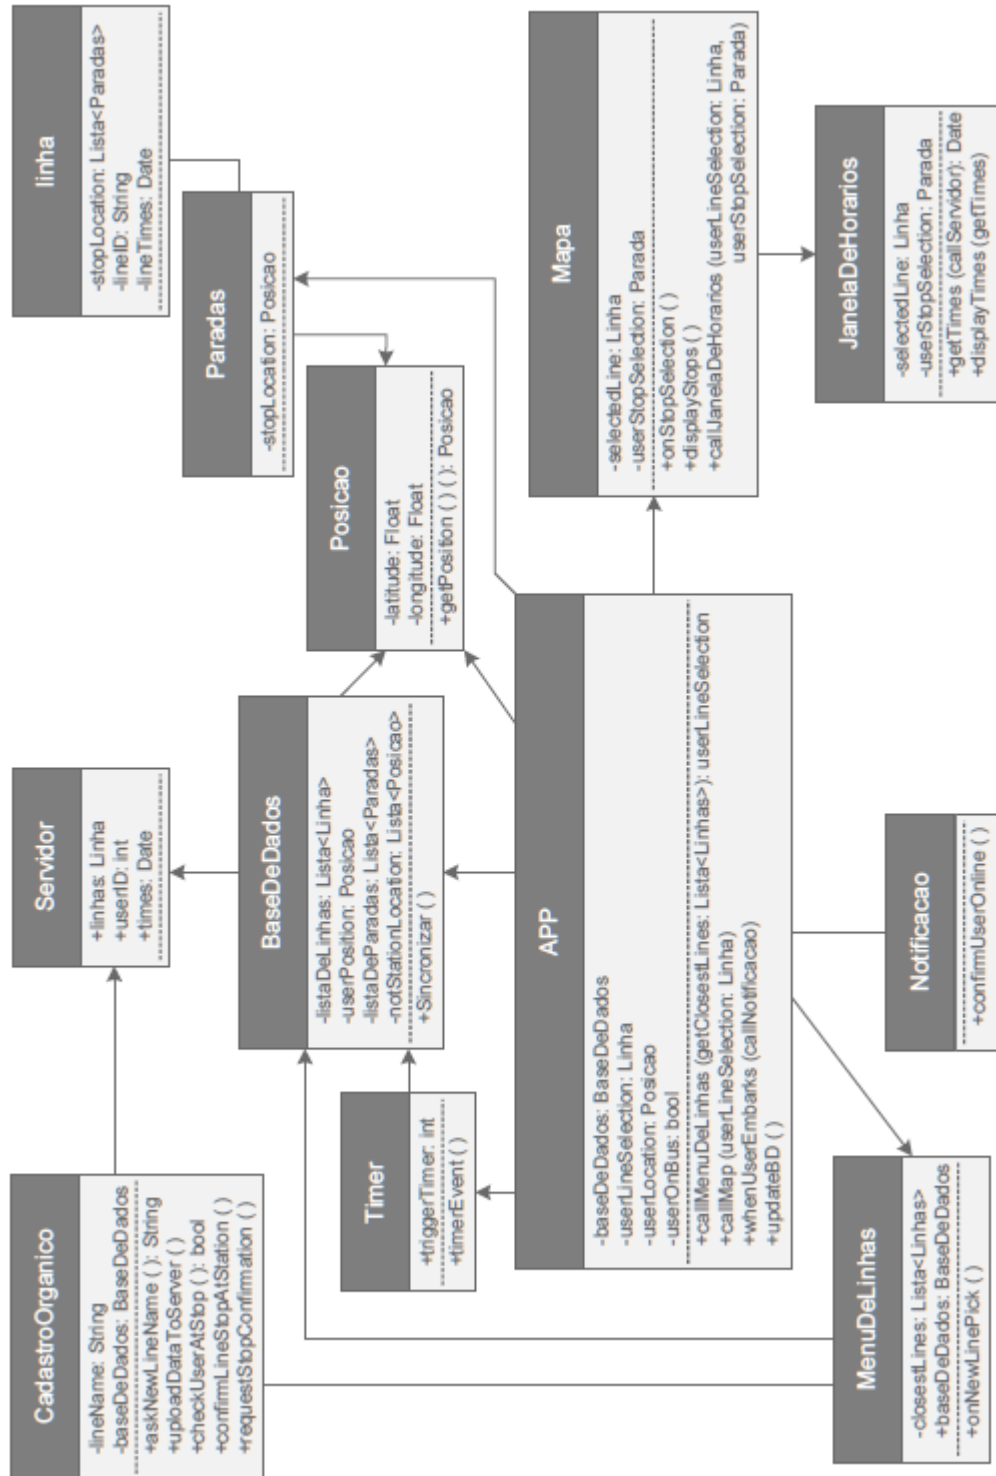 CadastroOrganico
-lineName: String
-baseDeDados: BaseDeDados
+askNewLineName ( ): String
+uploadDataToServer ( )
+checkUserAtStop ( ): bool
+confirmLineStopAtStation ( )
+requestStopConfirmation ( )
Servidor
+linhas: Linha
+userID: int
+times: Date
linha
-stopLocation: Lista<Paradas>
-lineID: String
-lineTimes: Date
Paradas
-stopLocation: Posicao
Timer
+triggerTimer: int
+timerEvent ( )
BaseDeDados
-listaDeLinhas: Lista<Linha>
-userPosition: Posicao
-listaDeParadas: Lista<Paradas>
-notStationLocation: Lista<Posicao>
+Sincronizar ( )
Posicao
-latitude: Float
-longitude: Float
+getPosition ( ) ( ): Posicao
APP
-baseDeDados: BaseDeDados
-userLineSelection: Linha
-userLocation: Posicao
-userOnBus: bool
+callMenuDeLinhas (getClosestLines: Lista<Linhas>): userLineSelection
+callMap (userLineSelection: Linha)
+whenUserEmbarks (callNotificacao)
+updateBD ( )
Mapa
-selectedLine: Linha
-userStopSelection: Parada
+onStopSelection ( )
+displayStops ( )
+callJanelaDeHorarios (userLineSelection: Linha,
userStopSelection: Parada)
MenuDeLinhas
-closestLines: Lista<Linhas>
+baseDeDados: BaseDeDados
+onNewLinePick ( )
Notificacao
+confirmUserOnline ( )
JanelaDeHorarios
-selectedLine: Linha
-userStopSelection: Parada
+getTimes (callServidor): Date
+displayTimes (getTimes)